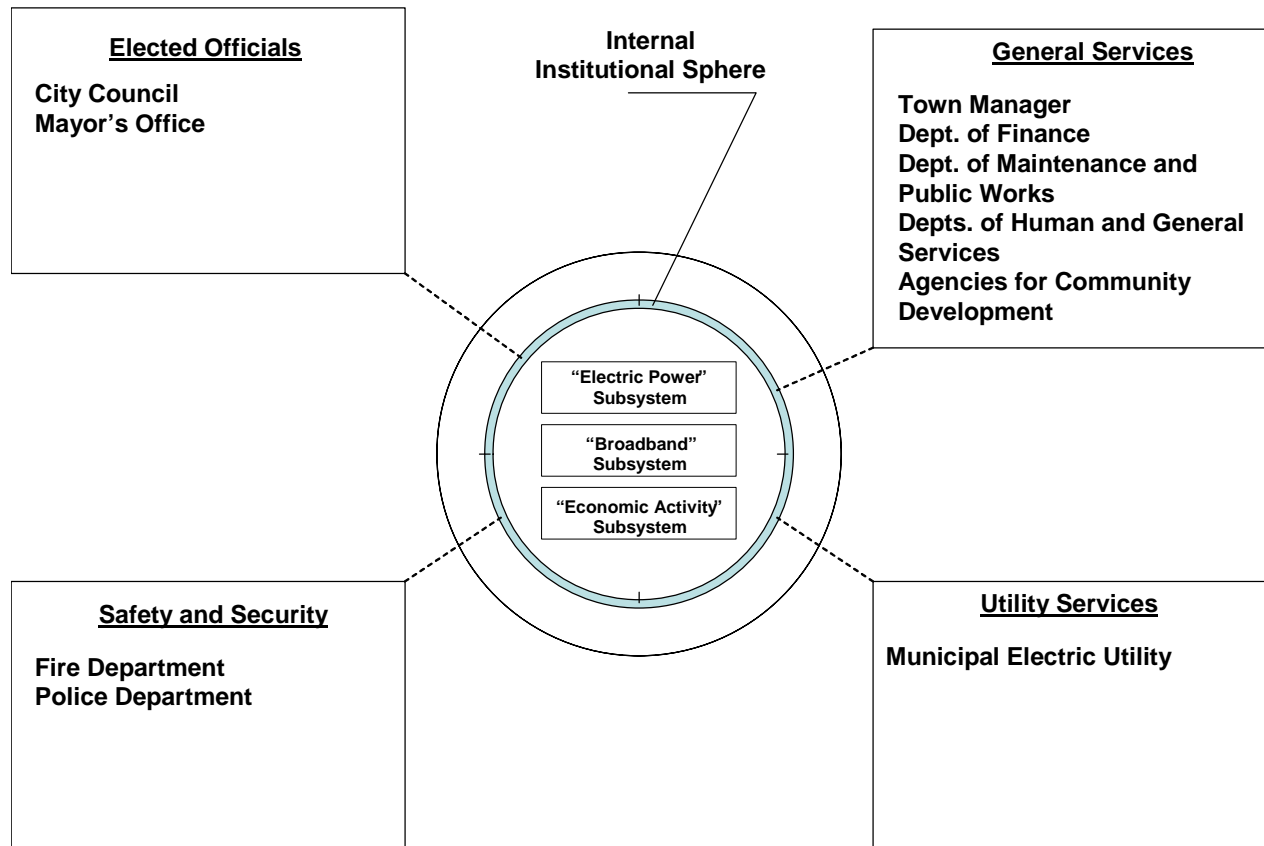 Elected Officials
City Council
Mayor’s Office
Internal
Institutional Sphere
General Services
Town Manager
Dept. of Finance
Dept. of Maintenance and
Public Works
Depts. of Human and General
Services
Agencies for Community
Development
“Electric Power”
Subsystem
“Broadband”
Subsystem
“Economic Activity”
Subsystem
Safety and Security
Fire Department
Police Department
Utility Services
Municipal Electric Utility